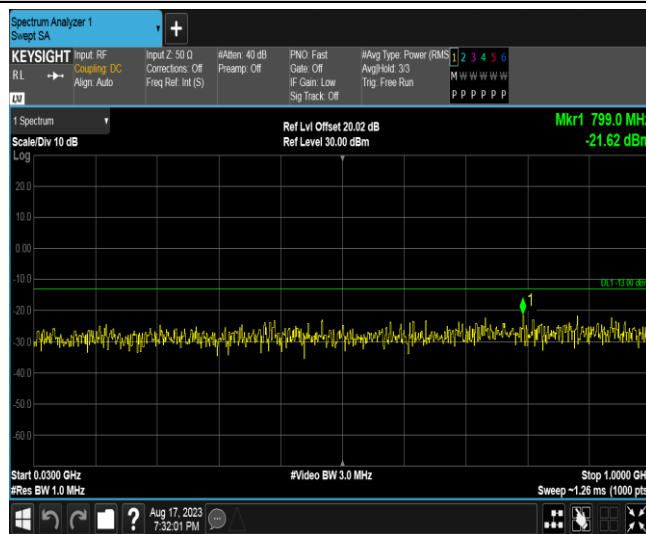 Spectrum Analyzer 1
Swept SA
+
KEYSIGHT
RL
LXI
Input: RF
Coupling: DC
Align: Auto
Input Z: 50 Ω
Corrections: Off
Freq Ref: Int (S)
#Atten: 40 dB
Preamp: Off
PNO: Fast
Gate: Off
IF Gain: Low
Sig Track: Off
#Avg Type: Power (RMS
Avg|Hold: 3/3
Trig: Free Run
1 2 3 4 5 6
M W W W W W
P P P P P P
1 Spectrum
Scale/Div 10 dB
Log
Ref Lvl Offset 20.02 dB
Ref Level 30.00 dBm
Mkr1 799.0 MHz
-21.62 dBm
20.0
10.0
0.00
-10.0
DL1 -13.00 dBm
1
-20.0
-30.0
-40.0
-50.0
-60.0
Start 0.0300 GHz
#Res BW 1.0 MHz
#Video BW 3.0 MHz
Stop 1.0000 GH
Sweep ~1.26 ms (1000 pts
?
Aug 17, 2023
7:32:01 PM